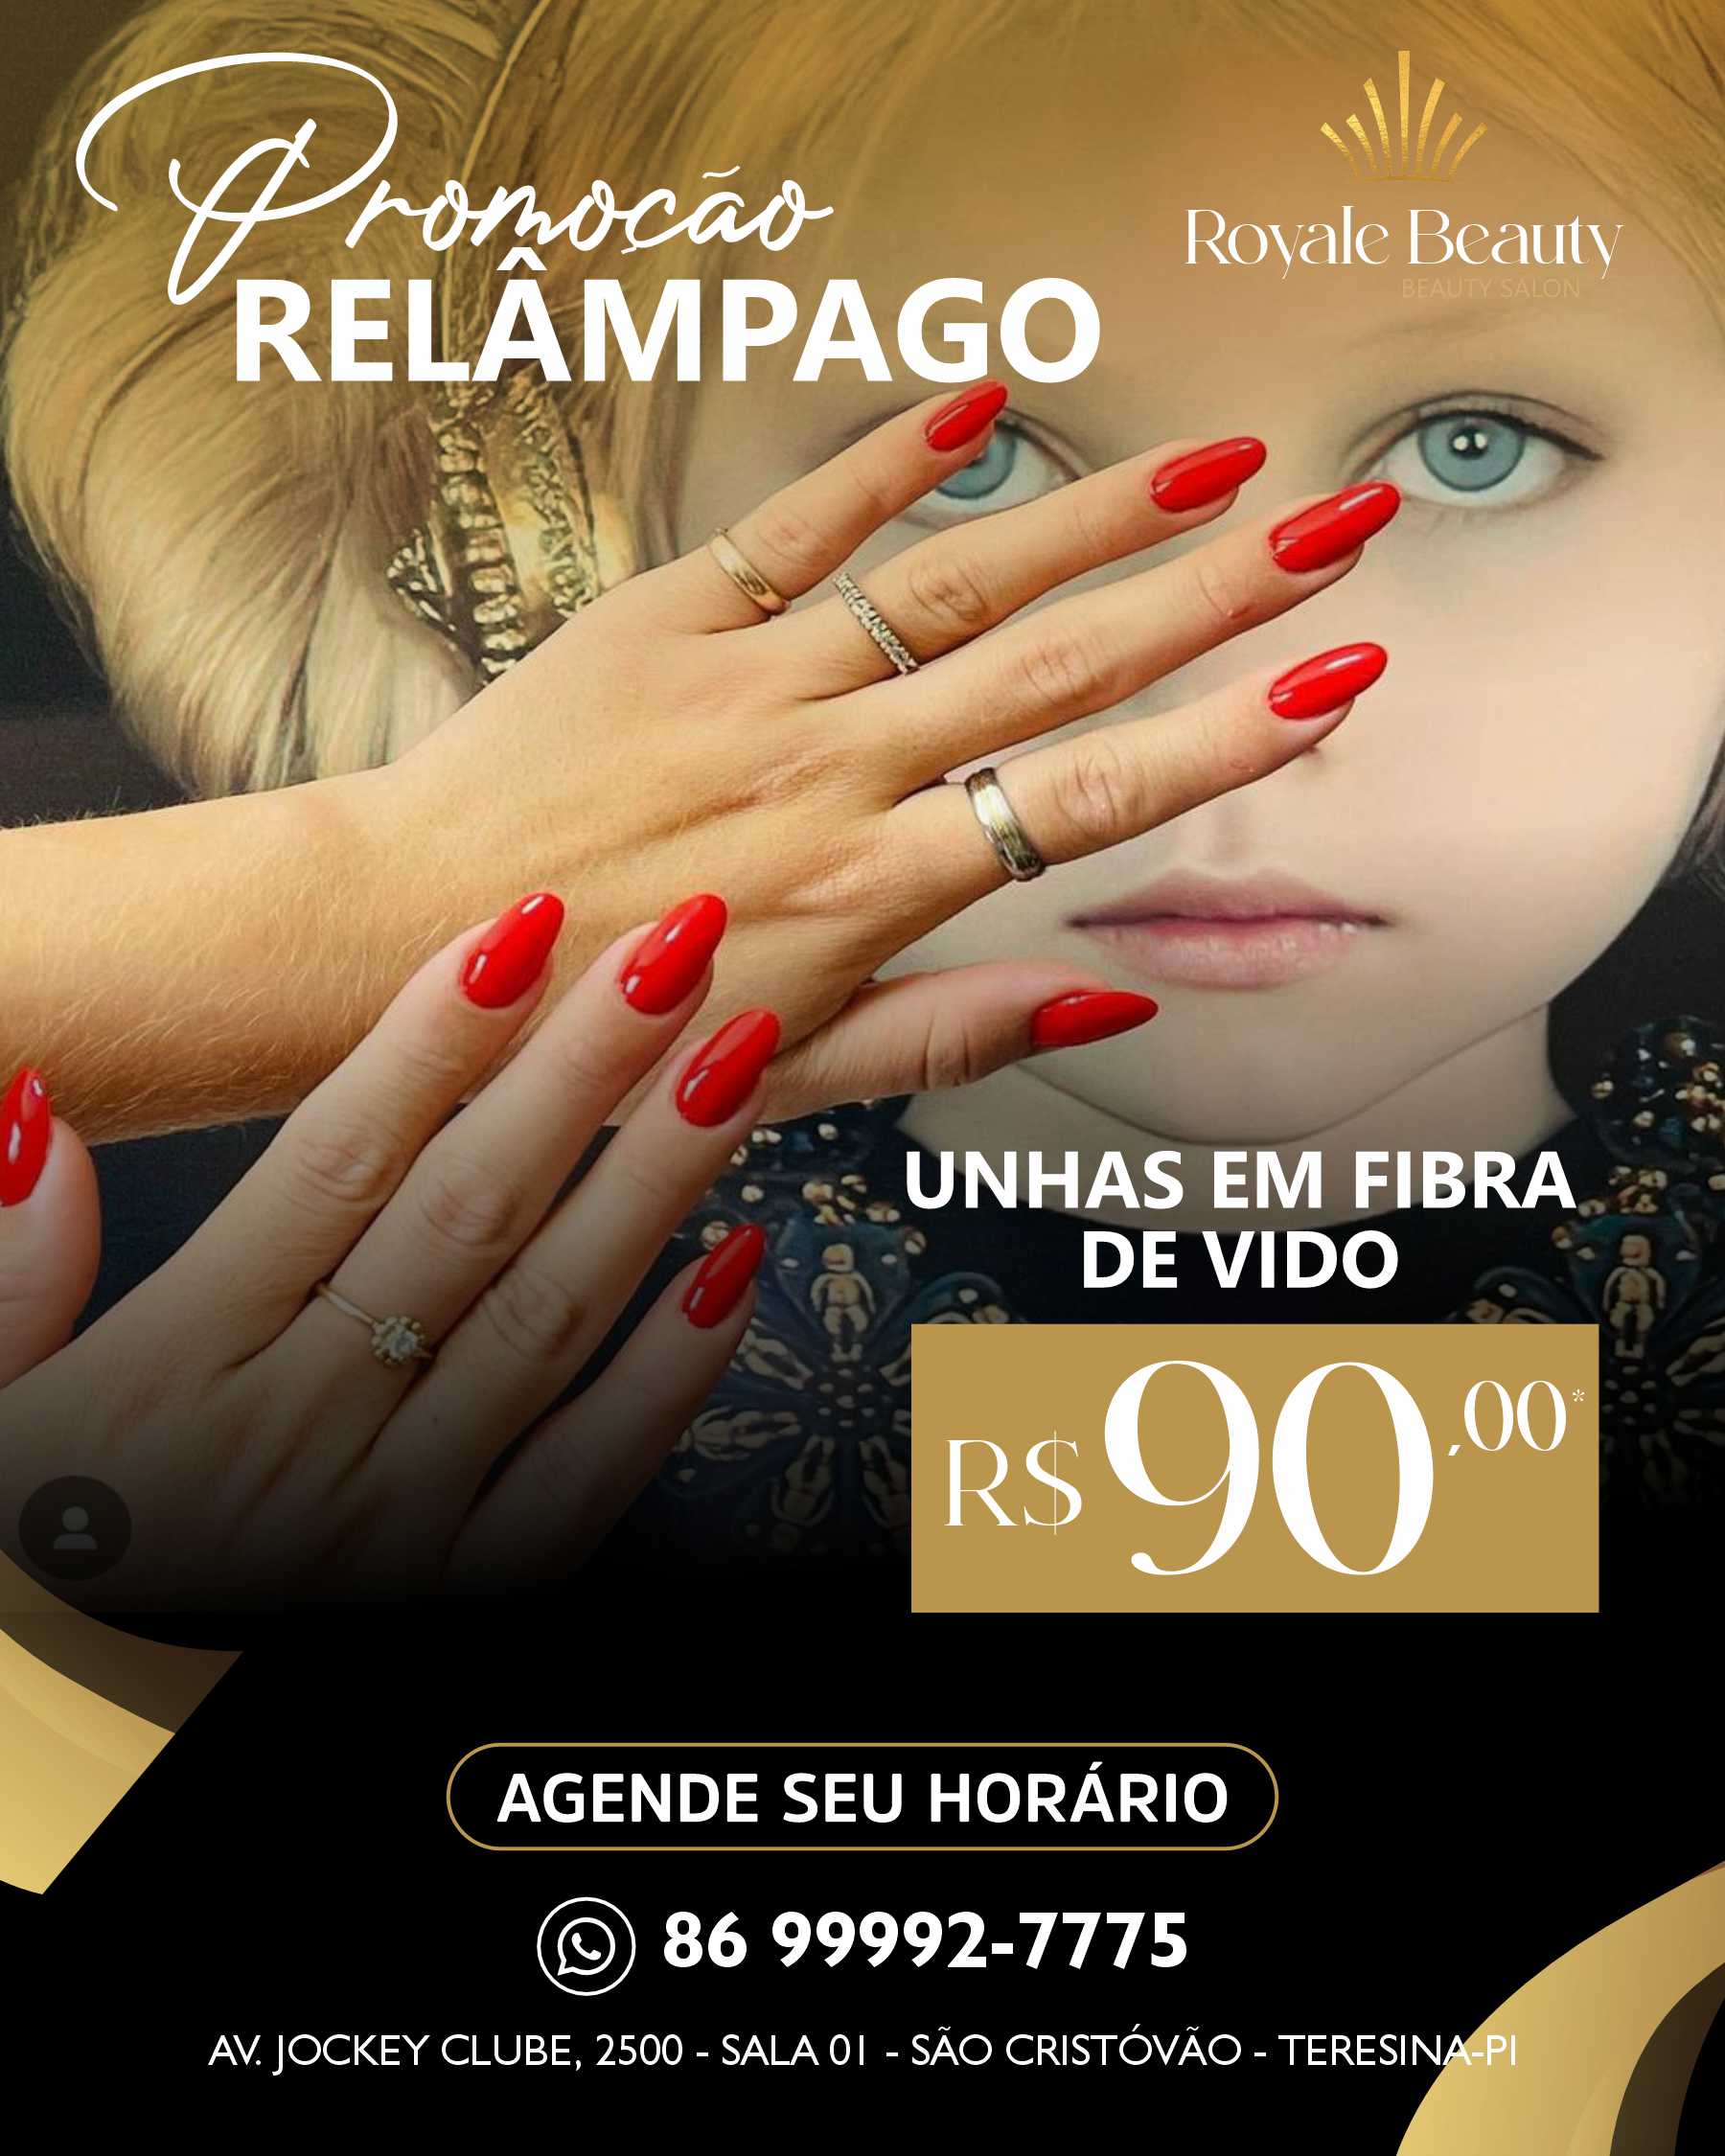 Promoção
RELÂMPAGO
Royale Beauty
BEAUTY SALON
UNHAS EM FIBRA
DE VIDO
R$ 90,00*
AGENDE SEU HORÁRIO
86 99992-7775
AV. JOCKEY CLUBE, 2500 - SALA 01 - SÃO CRISTÓVÃO - TERESINA-PI